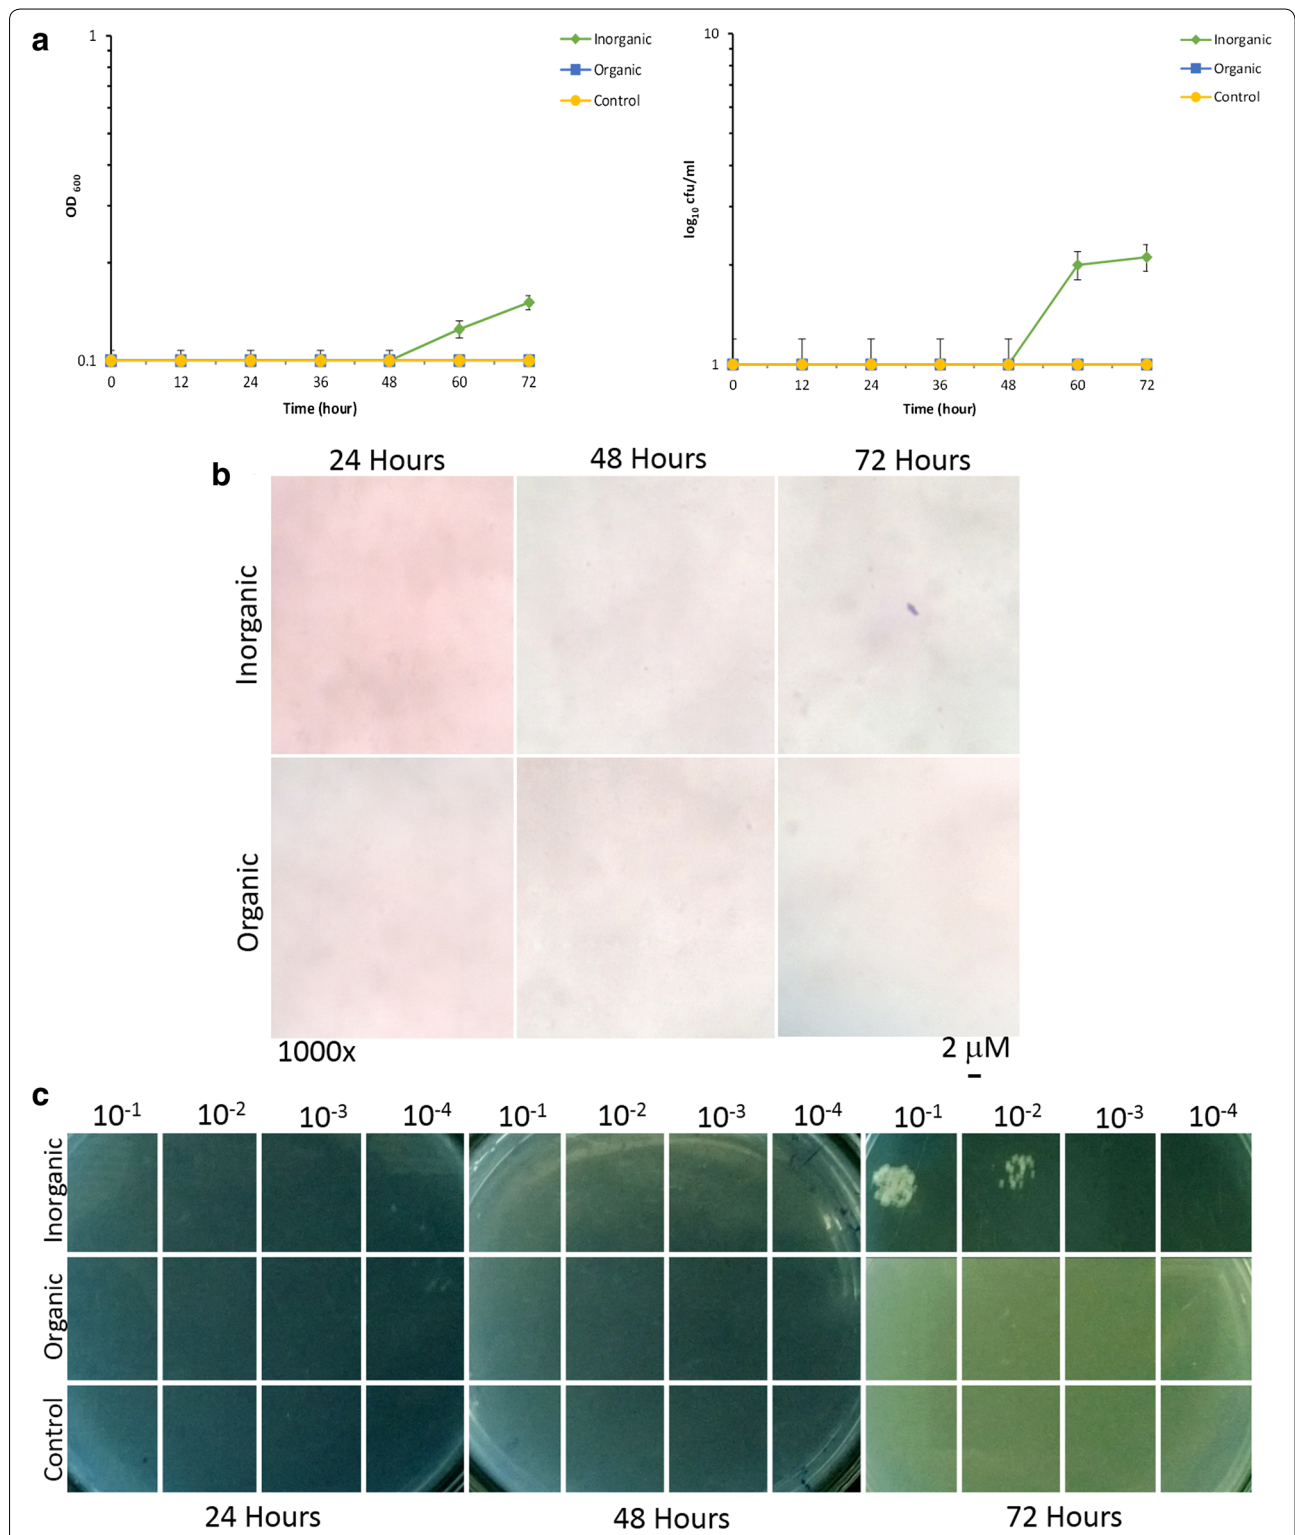 a
1
0.1
OD 600
0 12 24 36 48 60 72
Time (hour)
Inorganic
Organic
Control
10
1
log10 cfu/ml
0 12 24 36 48 60 72
Time (hour)
Inorganic
Organic
Control
b
24 Hours 48 Hours 72 Hours
Inorganic
Organic
1000x
2 μM
c
10-1 10-2 10-3 10-4 10-1 10-2 10-3 10-4 10-1 10-2 10-3 10-4
Inorganic
Organic
Control
24 Hours 48 Hours 72 Hours